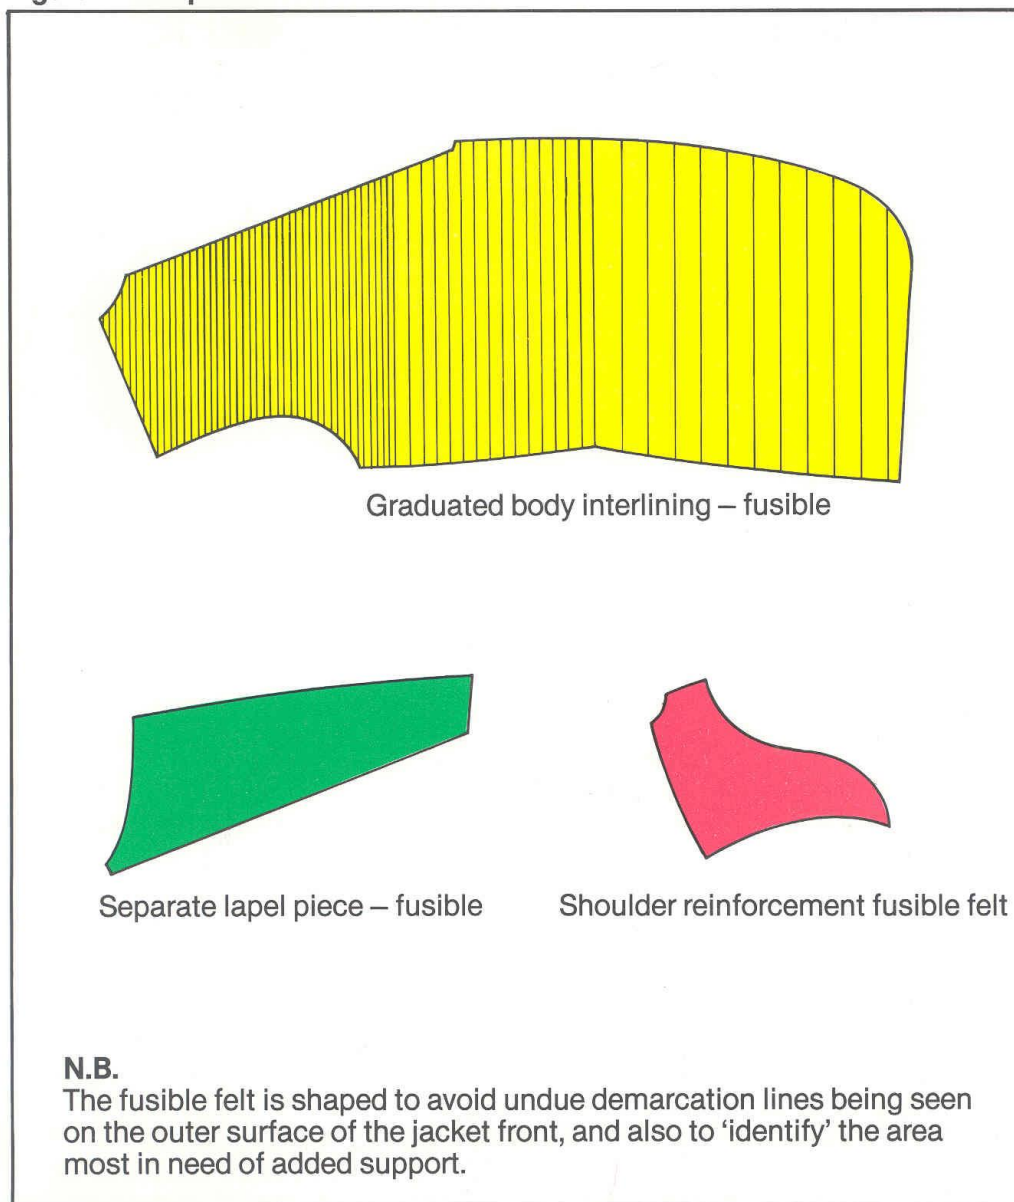 Graduated body interlining – fusible
Separate lapel piece – fusible
Shoulder reinforcement fusible felt
N.B.
The fusible felt is shaped to avoid undue demarcation lines being seen
on the outer surface of the jacket front, and also to ‘identify’ the area
most in need of added support.